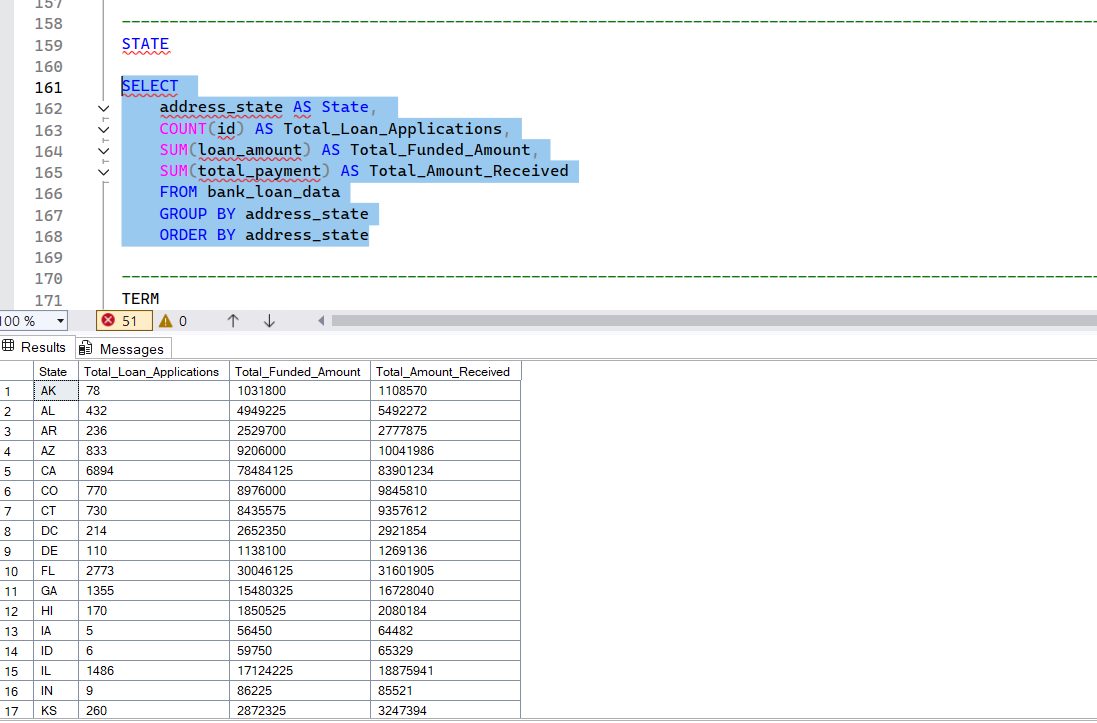 157
158 ----------------------------------------------------------------
159 STATE
160
161 SELECT
162 address_state AS State,
163 COUNT(id) AS Total_Loan_Applications,
164 SUM(loan_amount) AS Total_Funded_Amount,
165 SUM(total_payment) AS Total_Amount_Received
166 FROM bank_loan_data
167 GROUP BY address_state
168 ORDER BY address_state
169
170 ----------------------------------------------------------------
171 TERM
100 % 51 0
Results Messages
State Total_Loan_Applications Total_Funded_Amount Total_Amount_Received
1 AK 78 1031800 1108570
2 AL 432 4949225 5492272
3 AR 236 2529700 2777875
4 AZ 833 9206000 10041986
5 CA 6894 78484125 83901234
6 CO 770 8976000 9845810
7 CT 730 8435575 9357612
8 DC 214 2652350 2921854
9 DE 110 1138100 1269136
10 FL 2773 30046125 31601905
11 GA 1355 15480325 16728040
12 HI 170 1850525 2080184
13 IA 5 56450 64482
14 ID 6 59750 65329
15 IL 1486 17124225 18875941
16 IN 9 86225 85521
17 KS 260 2872325 3247394